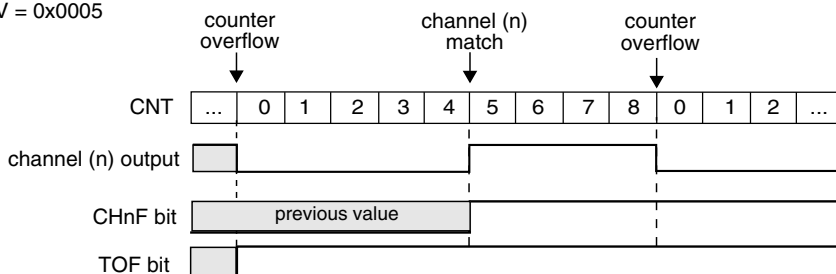 V = 0x0005
counter overflow
channel (n) match
counter overflow
CNT ... 0 1 2 3 4 5 6 7 8 0 1 2 ...
channel (n) output
CHnF bit previous value
TOF bit